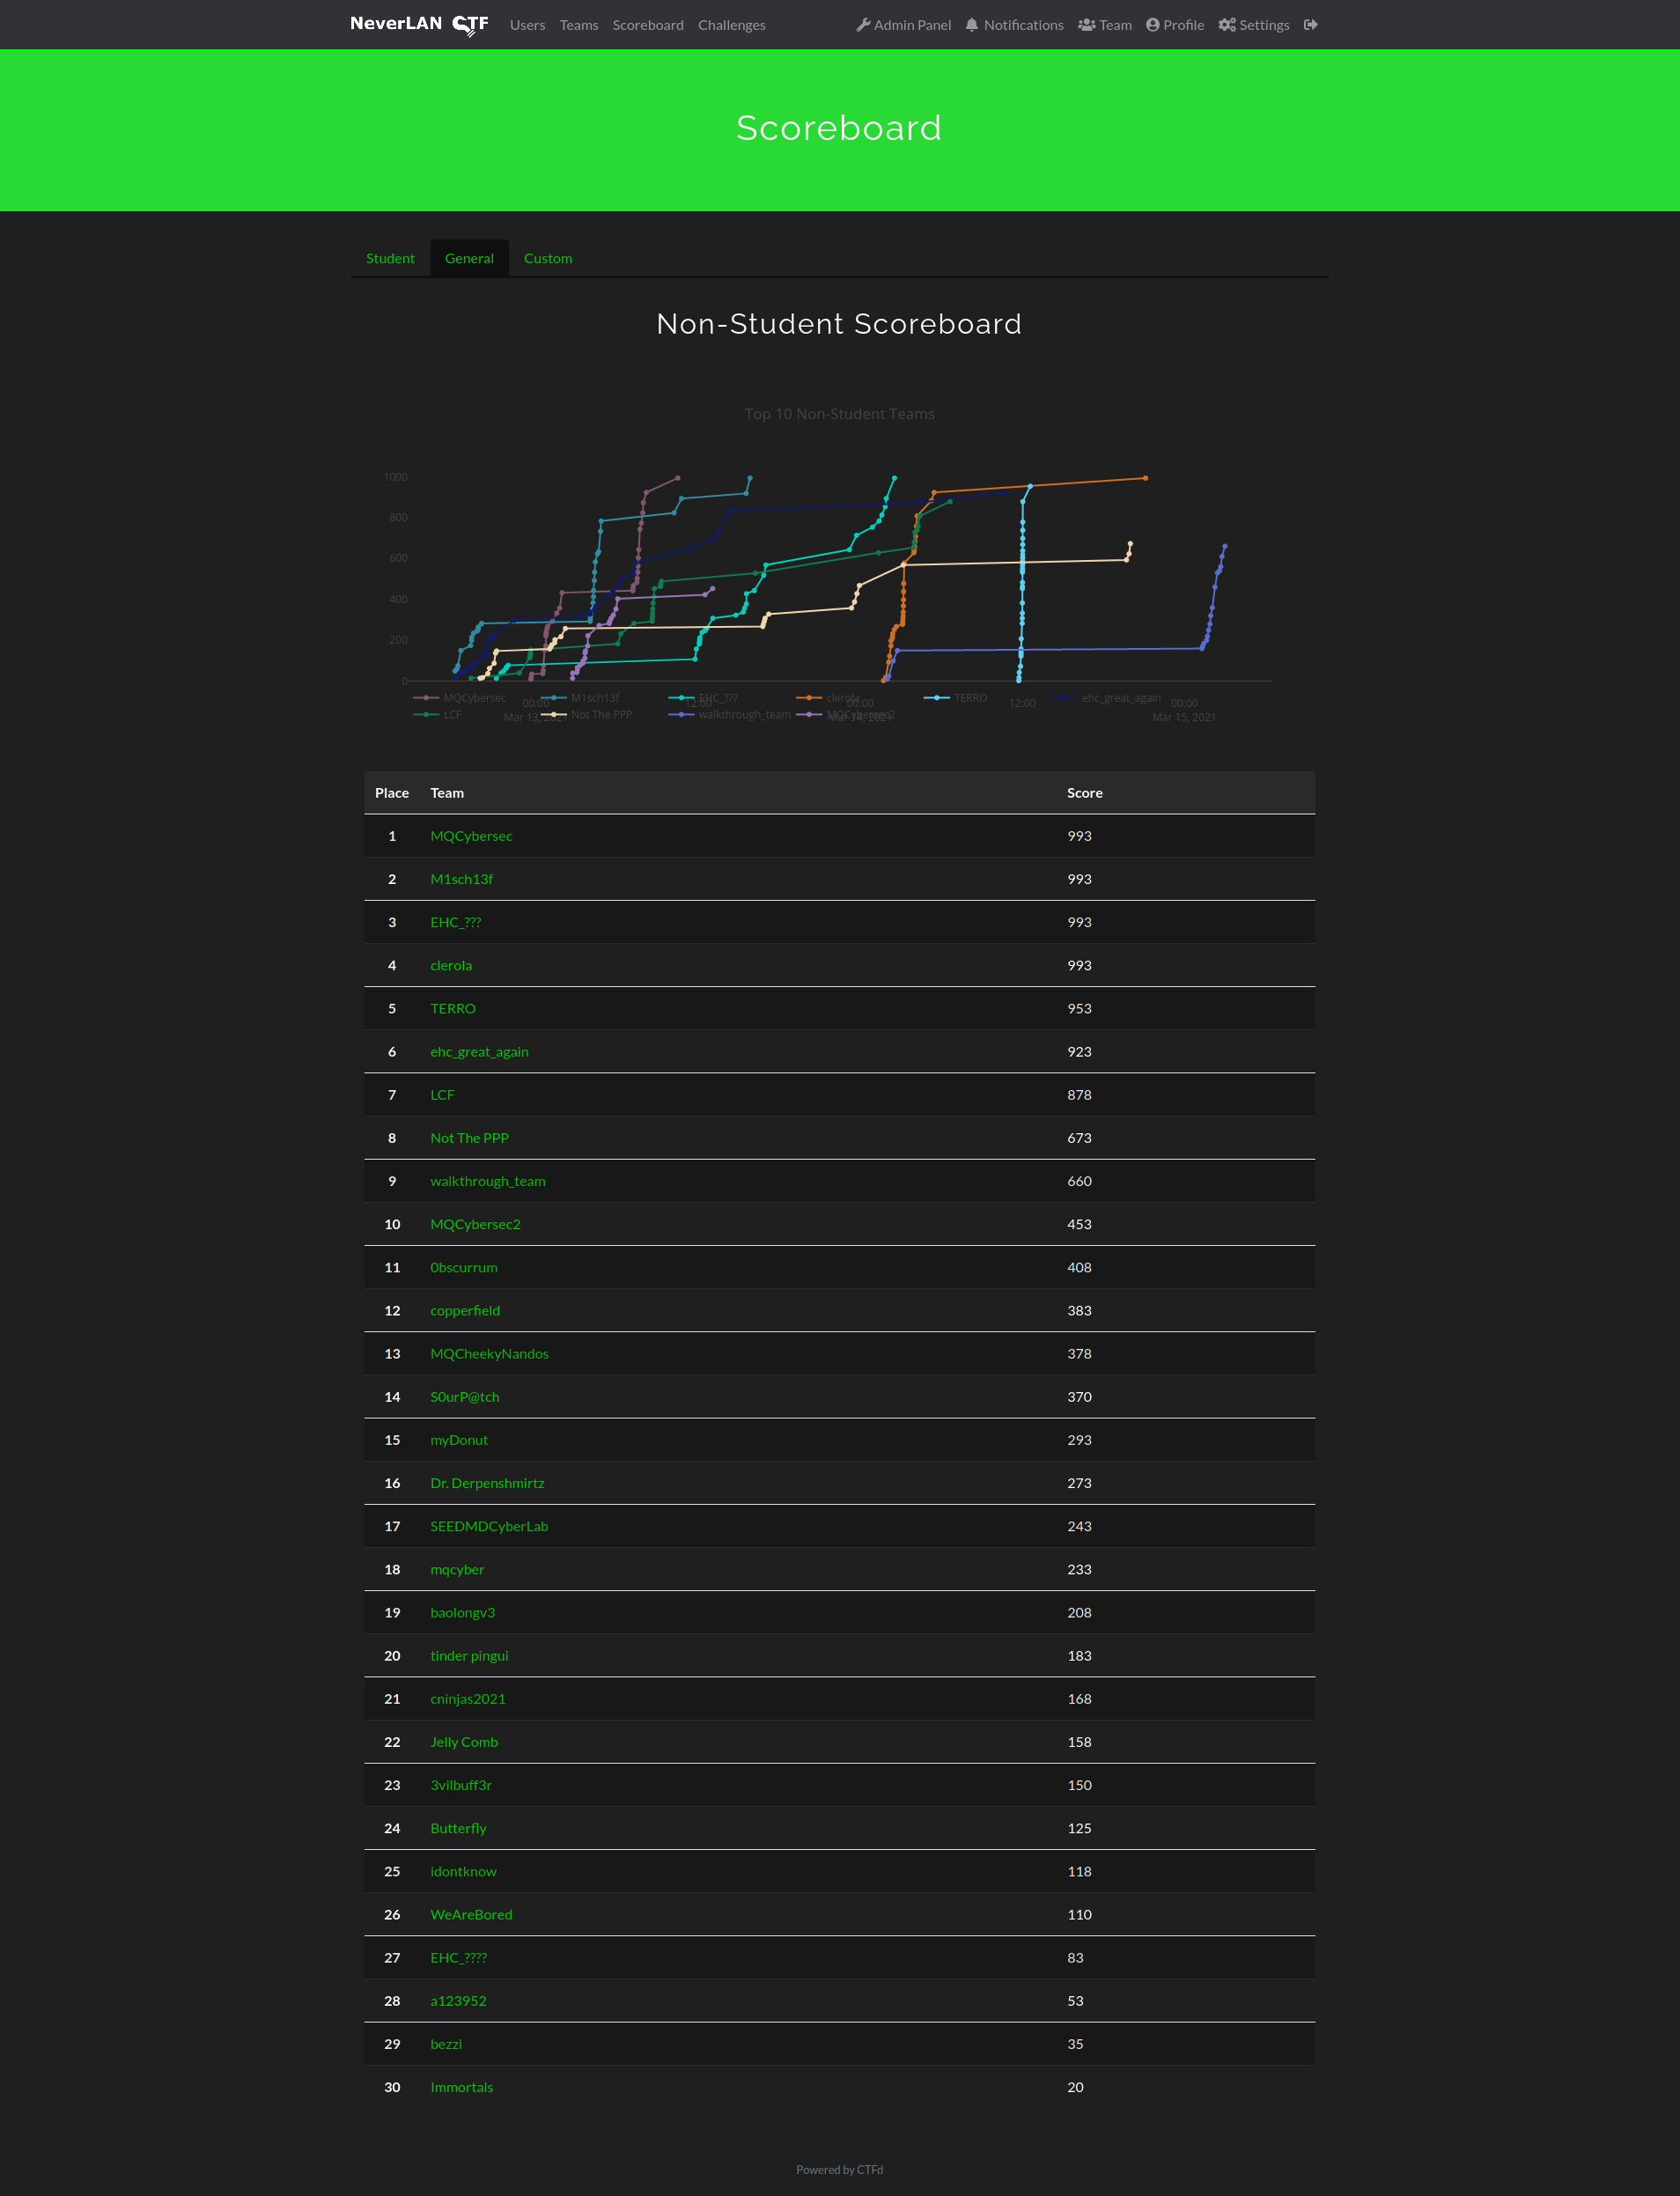 NeverLAN CTF Users Teams Scoreboard Challenges Admin Panel Notifications Team Profile Settings
Scoreboard
Student General Custom
Non-Student Scoreboard
Top 10 Non-Student Teams
1000
800
600
400
200
0
MQCybersec M1sch13f EHC_??? clerola TERRO ehc_great_again
00:00 12:00 00:00 12:00 00:00
LCF Not The PPP walkthrough_team MQCybersec2
Mar 13, 2021 Mar 14, 2021 Mar 15, 2021
Place Team Score
1 MQCybersec 993
2 M1sch13f 993
3 EHC_??? 993
4 clerola 993
5 TERRO 953
6 ehc_great_again 923
7 LCF 878
8 Not The PPP 673
9 walkthrough_team 660
10 MQCybersec2 453
11 0bscurrum 408
12 copperfield 383
13 MQCheekyNandos 378
14 S0urP@tch 370
15 myDonut 293
16 Dr. Derpenshmirtz 273
17 SEEDMDCyberLab 243
18 mqcyber 233
19 baolongv3 208
20 tinder pingui 183
21 cninjas2021 168
22 Jelly Comb 158
23 3vilbuff3r 150
24 Butterfly 125
25 idontknow 118
26 WeAreBored 110
27 EHC_???? 83
28 a123952 53
29 bezzi 35
30 Immortals 20
Powered by CTFd